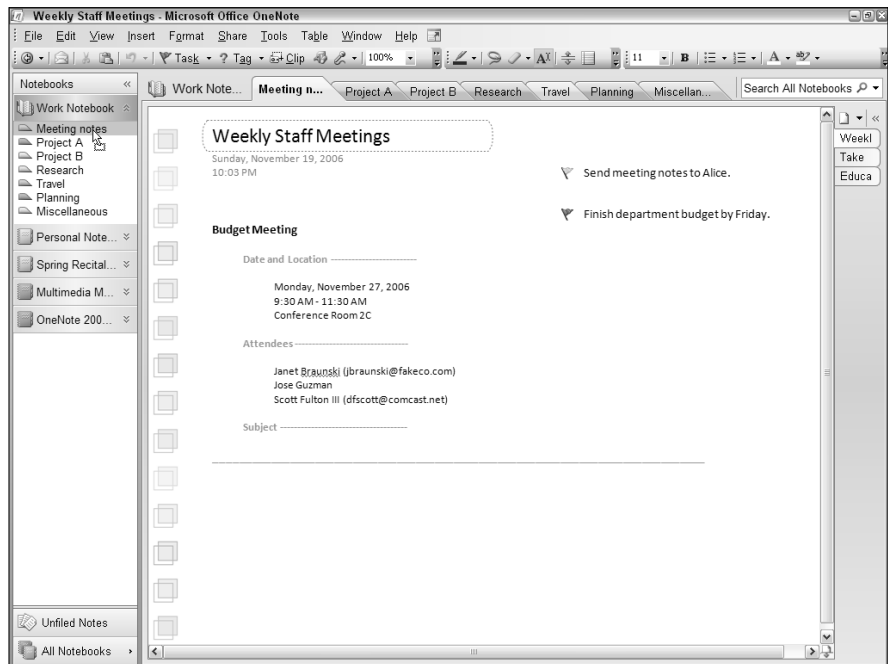 Weekly Staff Meetings - Microsoft Office OneNote
File Edit View Insert Format Share Tools Table Window Help
Task ? Tag Clip 100% 11 B A ab
Notebooks «
Work Notebook
Meeting notes
Project A
Project B
Research
Travel
Planning
Miscellaneous
Personal Note...
Spring Recital...
Multimedia M...
OneNote 200...
Unfiled Notes
All Notebooks
Work Note... Meeting n... Project A Project B Research Travel Planning Miscellan... Search All Notebooks
Weekly Staff Meetings
Sunday, November 19, 2006
10:03 PM
Send meeting notes to Alice.
Finish department budget by Friday.
Budget Meeting
Date and Location ----------------------------
Monday, November 27, 2006
9:30 AM - 11:30 AM
Conference Room 2C
Attendees-------------------------------------
Janet Braunski (jbraunski@fakeco.com)
Jose Guzman
Scott Fulton III (dfscott@comcast.net)
Subject -----------------------------------------
Weekl
Take
Educa